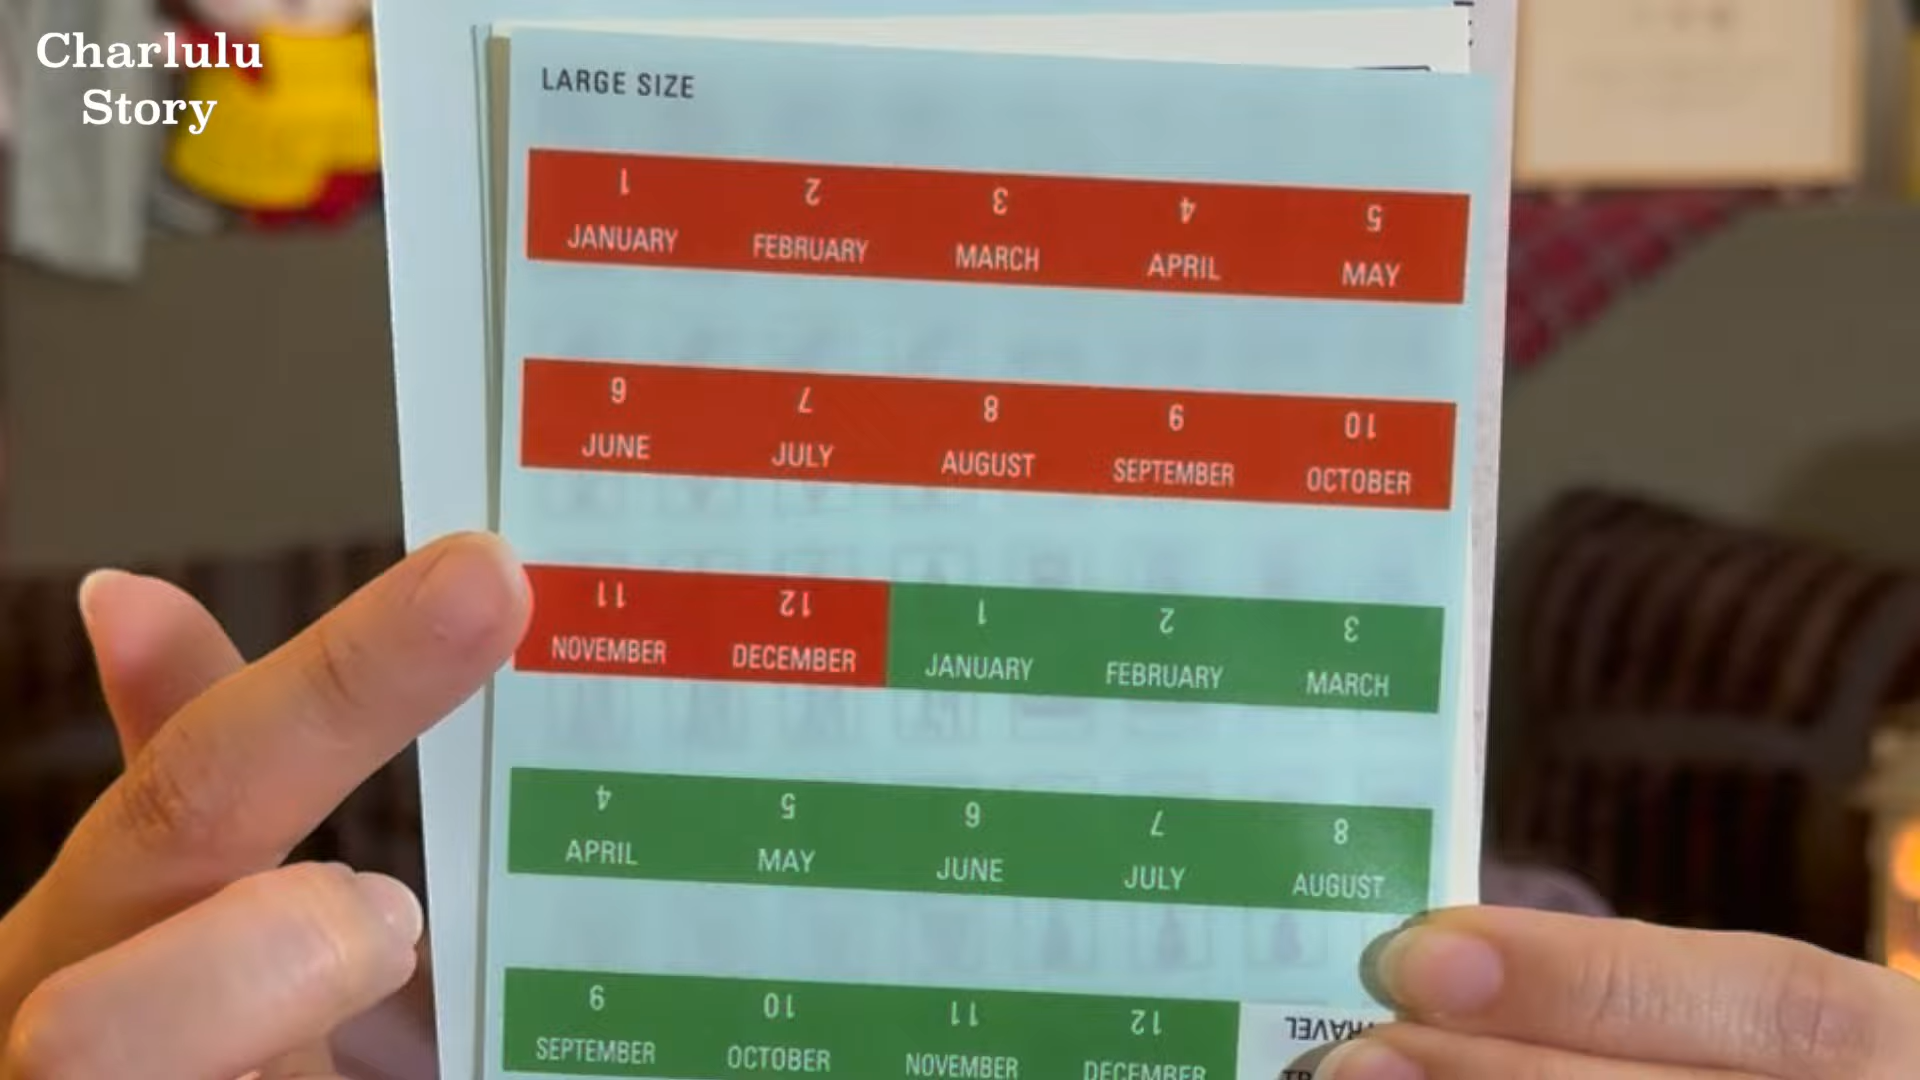 Charlulu
Story
LARGE SIZE
1 2 3 4 5
JANUARY FEBRUARY MARCH APRIL MAY
6 7 8 9 10
JUNE JULY AUGUST SEPTEMBER OCTOBER
11 12 1 2 3
NOVEMBER DECEMBER JANUARY FEBRUARY MARCH
4 5 6 7 8
APRIL MAY JUNE JULY AUGUST
9 10 11 12
SEPTEMBER OCTOBER NOVEMBER DECEMBER
TRAVEL